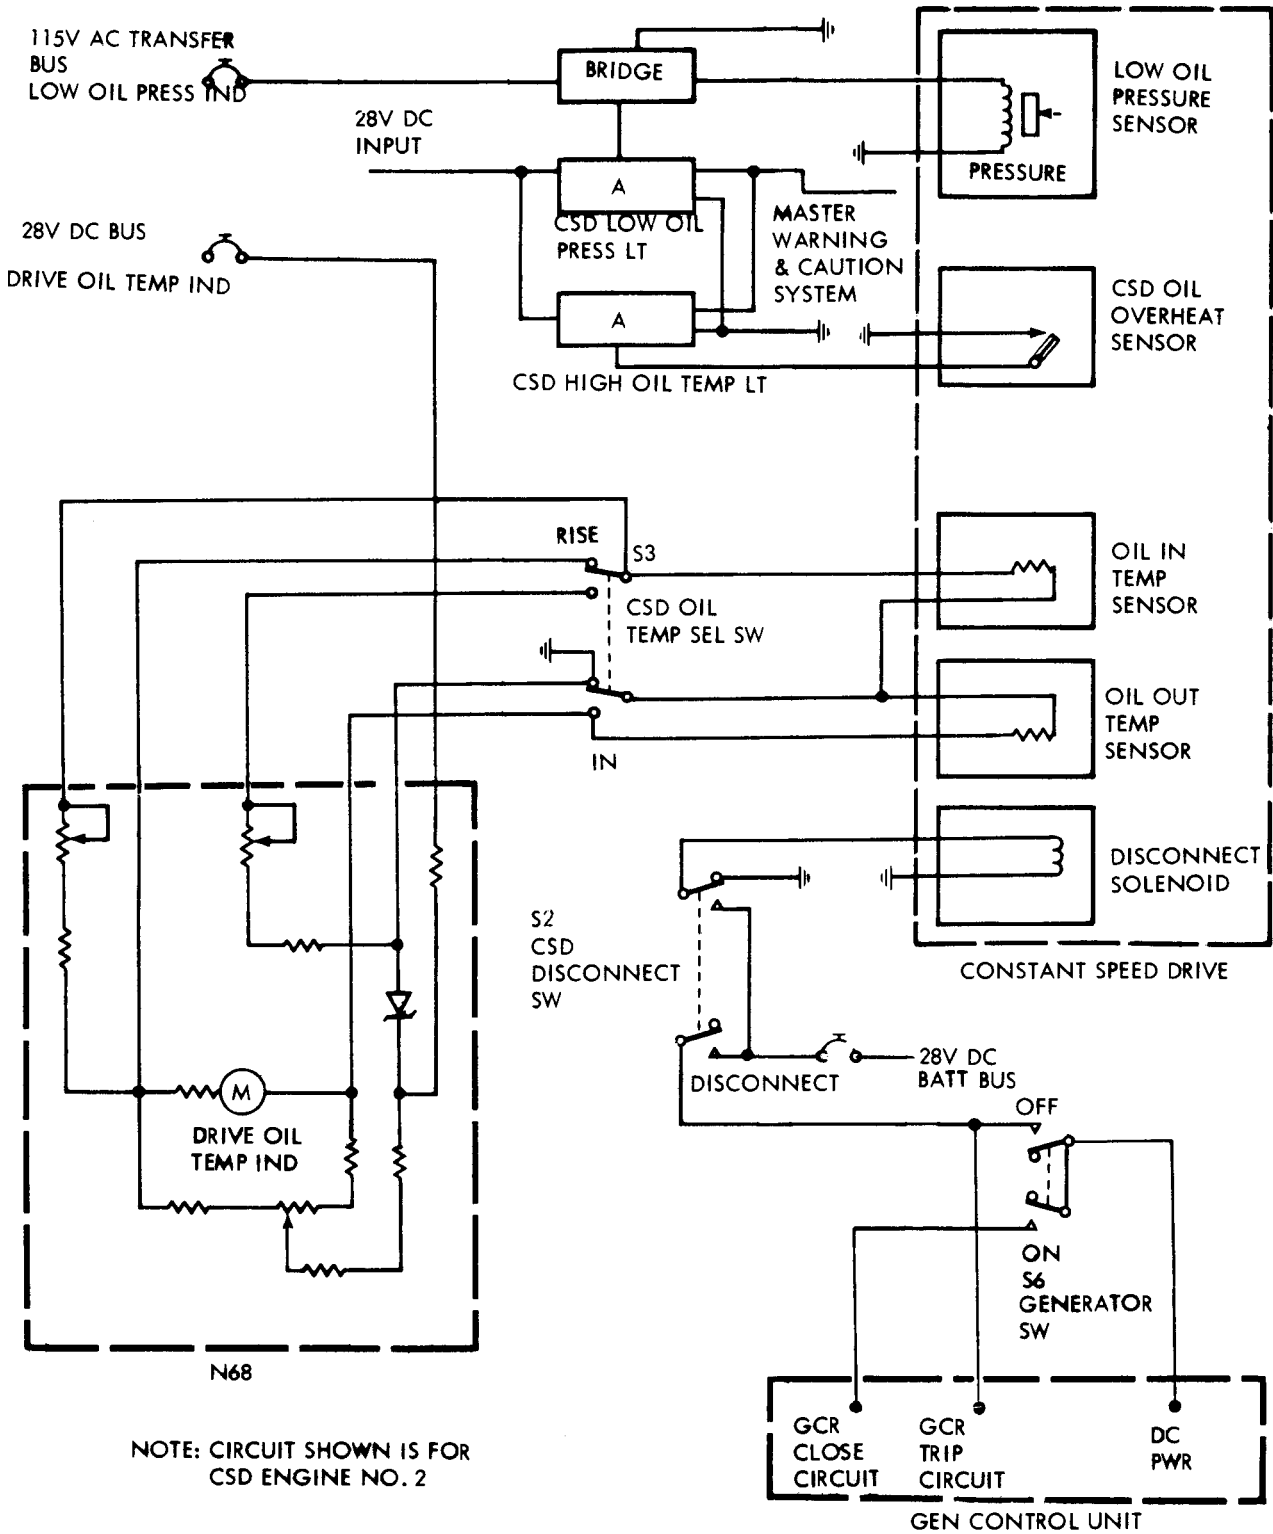 115V AC TRANSFER
BUS
LOW OIL PRESS IND
BRIDGE
LOW OIL
PRESSURE
SENSOR
PRESSURE
28V DC
INPUT
A
CSD LOW OIL
PRESS LT
MASTER
WARNING
& CAUTION
SYSTEM
28V DC BUS
DRIVE OIL TEMP IND
A
CSD HIGH OIL TEMP LT
CSD OIL
OVERHEAT
SENSOR
RISE
S3
CSD OIL
TEMP SEL SW
IN
OIL IN
TEMP
SENSOR
OIL OUT
TEMP
SENSOR
DISCONNECT
SOLENOID
CONSTANT SPEED DRIVE
S2
CSD
DISCONNECT
SW
DISCONNECT
28V DC
BATT BUS
OFF
M
DRIVE OIL
TEMP IND
N68
ON
S6
GENERATOR
SW
GCR
CLOSE
CIRCUIT
GCR
TRIP
CIRCUIT
DC
PWR
GEN CONTROL UNIT
NOTE: CIRCUIT SHOWN IS FOR
CSD ENGINE NO. 2